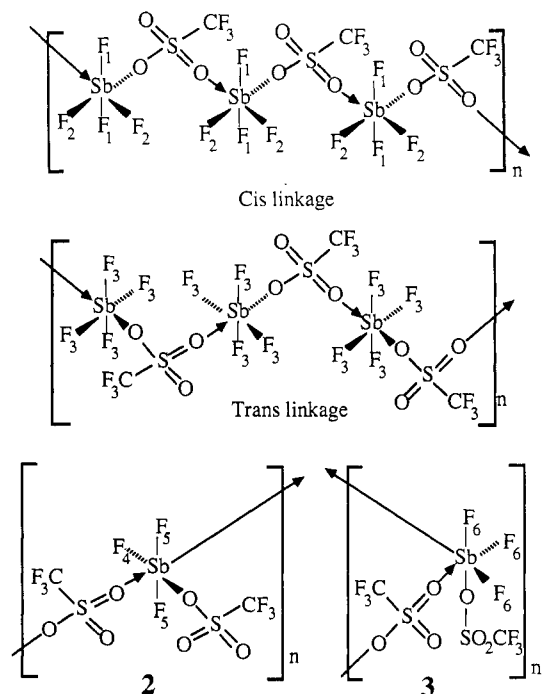 F1 O S O CF3 O S O CF3 O S O CF3
Sb O F1 Sb O F1 Sb O
F2 F1 F2 F2 F1 F2 F2 F1 F2 n
Cis linkage
F3 F3 F3 F3 O S CF3 O F3 F3
Sb Sb Sb
F3 F3 O O F3 F3 F3 F3 O O
F3C S O O S CF3 n
Trans linkage
F4 F5 Sb F6 Sb F6
F3C O F5 O CF3 F3C O O F6
O S O S O O S O SO2CF3
n n
2 3